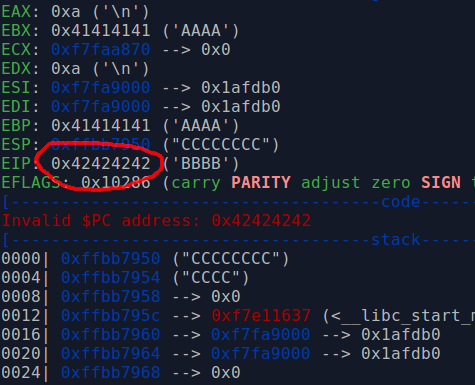 EAX: 0xa ('\n')
EBX: 0x41414141 ('AAAA')
ECX: 0xf7faa870 --> 0x0
EDX: 0xa ('\n')
ESI: 0xf7fa9000 --> 0x1afdb0
EDI: 0xf7fa9000 --> 0x1afdb0
EBP: 0x41414141 ('AAAA')
ESP: 0xffbb7950 ("CCCCCCCC")
EIP: 0x42424242 ('BBBB')
EFLAGS: 0x10286 (carry PARITY adjust zero SIGN t
[-------------------------------------code------
Invalid $PC address: 0x42424242
[------------------------------------stack------
0000| 0xffbb7950 ("CCCCCCCC")
0004| 0xffbb7954 ("CCCC")
0008| 0xffbb7958 --> 0x0
0012| 0xffbb795c --> 0xf7e11637 (<__libc_start_m
0016| 0xffbb7960 --> 0xf7fa9000 --> 0x1afdb0
0020| 0xffbb7964 --> 0xf7fa9000 --> 0x1afdb0
0024| 0xffbb7968 --> 0x0